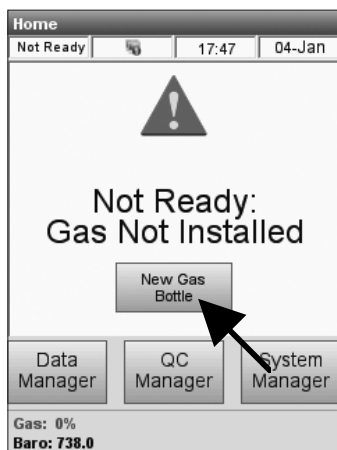 Home
Not Ready 17:47 04-Jan
Not Ready:
Gas Not Installed
New Gas
Bottle
Data
Manager
QC
Manager
System
Manager
Gas: 0%
Baro: 738.0